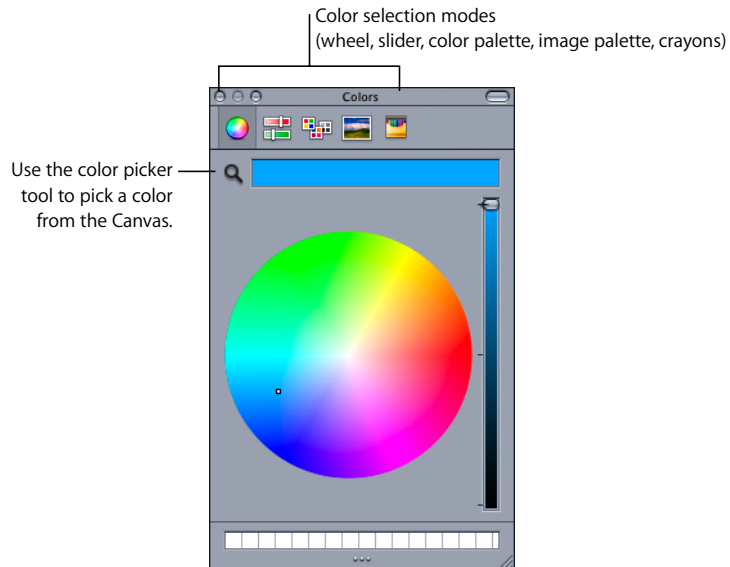 Color selection modes
(wheel, slider, color palette, image palette, crayons)
Colors
Use the color picker
tool to pick a color
from the Canvas.